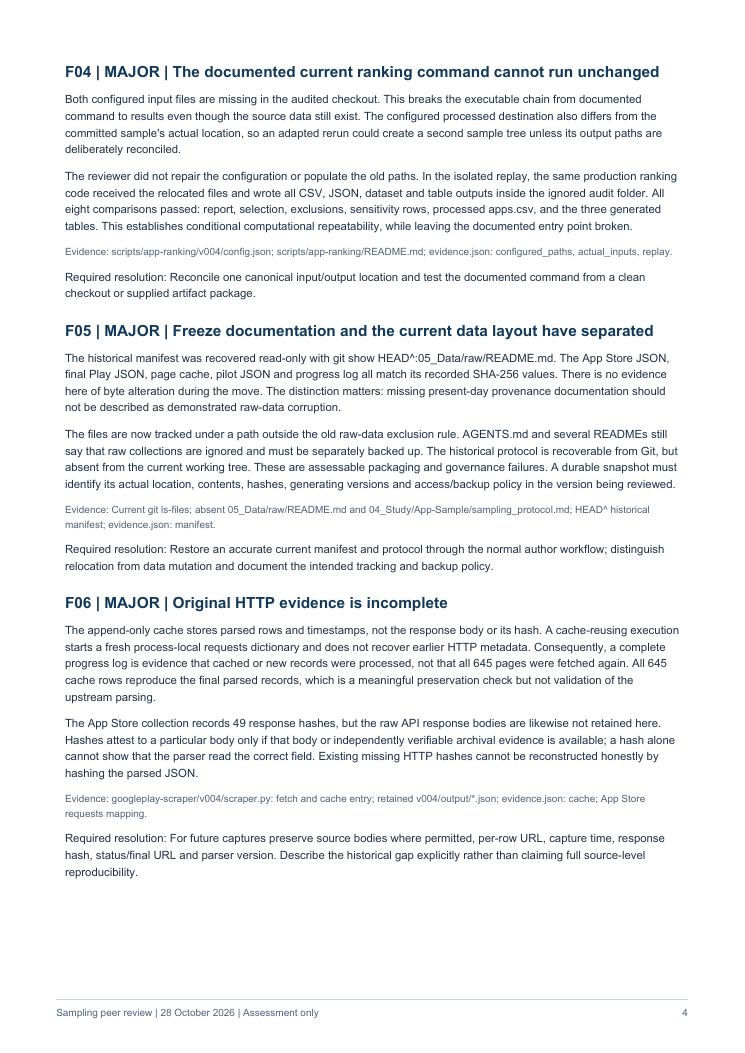 F04 | MAJOR | The documented current ranking command cannot run unchanged
Both configured input files are missing in the audited checkout. This breaks the executable chain from documented
command to results even though the source data still exist. The configured processed destination also differs from the
committed sample's actual location, so an adapted rerun could create a second sample tree unless its output paths are
deliberately reconciled.
The reviewer did not repair the configuration or populate the old paths. In the isolated replay, the same production ranking
code received the relocated files and wrote all CSV, JSON, dataset and table outputs inside the ignored audit folder. All
eight comparisons passed: report, selection, exclusions, sensitivity rows, processed apps.csv, and the three generated
tables. This establishes conditional computational repeatability, while leaving the documented entry point broken.
Evidence: scripts/app-ranking/v004/config.json; scripts/app-ranking/README.md; evidence.json: configured_paths, actual_inputs, replay.
Required resolution: Reconcile one canonical input/output location and test the documented command from a clean
checkout or supplied artifact package.
F05 | MAJOR | Freeze documentation and the current data layout have separated
The historical manifest was recovered read-only with git show HEAD^:05_Data/raw/README.md. The App Store JSON,
final Play JSON, page cache, pilot JSON and progress log all match its recorded SHA-256 values. There is no evidence
here of byte alteration during the move. The distinction matters: missing present-day provenance documentation should
not be described as demonstrated raw-data corruption.
The files are now tracked under a path outside the old raw-data exclusion rule. AGENTS.md and several READMEs still
say that raw collections are ignored and must be separately backed up. The historical protocol is recoverable from Git, but
absent from the current working tree. These are assessable packaging and governance failures. A durable snapshot must
identify its actual location, contents, hashes, generating versions and access/backup policy in the version being reviewed.
Evidence: Current git ls-files; absent 05_Data/raw/README.md and 04_Study/App-Sample/sampling_protocol.md; HEAD^ historical
manifest; evidence.json: manifest.
Required resolution: Restore an accurate current manifest and protocol through the normal author workflow; distinguish
relocation from data mutation and document the intended tracking and backup policy.
F06 | MAJOR | Original HTTP evidence is incomplete
The append-only cache stores parsed rows and timestamps, not the response body or its hash. A cache-reusing execution
starts a fresh process-local requests dictionary and does not recover earlier HTTP metadata. Consequently, a complete
progress log is evidence that cached or new records were processed, not that all 645 pages were fetched again. All 645
cache rows reproduce the final parsed records, which is a meaningful preservation check but not validation of the
upstream parsing.
The App Store collection records 49 response hashes, but the raw API response bodies are likewise not retained here.
Hashes attest to a particular body only if that body or independently verifiable archival evidence is available; a hash alone
cannot show that the parser read the correct field. Existing missing HTTP hashes cannot be reconstructed honestly by
hashing the parsed JSON.
Evidence: googleplay-scraper/v004/scraper.py: fetch and cache entry; retained v004/output/*.json; evidence.json: cache; App Store
requests mapping.
Required resolution: For future captures preserve source bodies where permitted, per-row URL, capture time, response
hash, status/final URL and parser version. Describe the historical gap explicitly rather than claiming full source-level
reproducibility.
Sampling peer review | 28 October 2026 | Assessment only
4